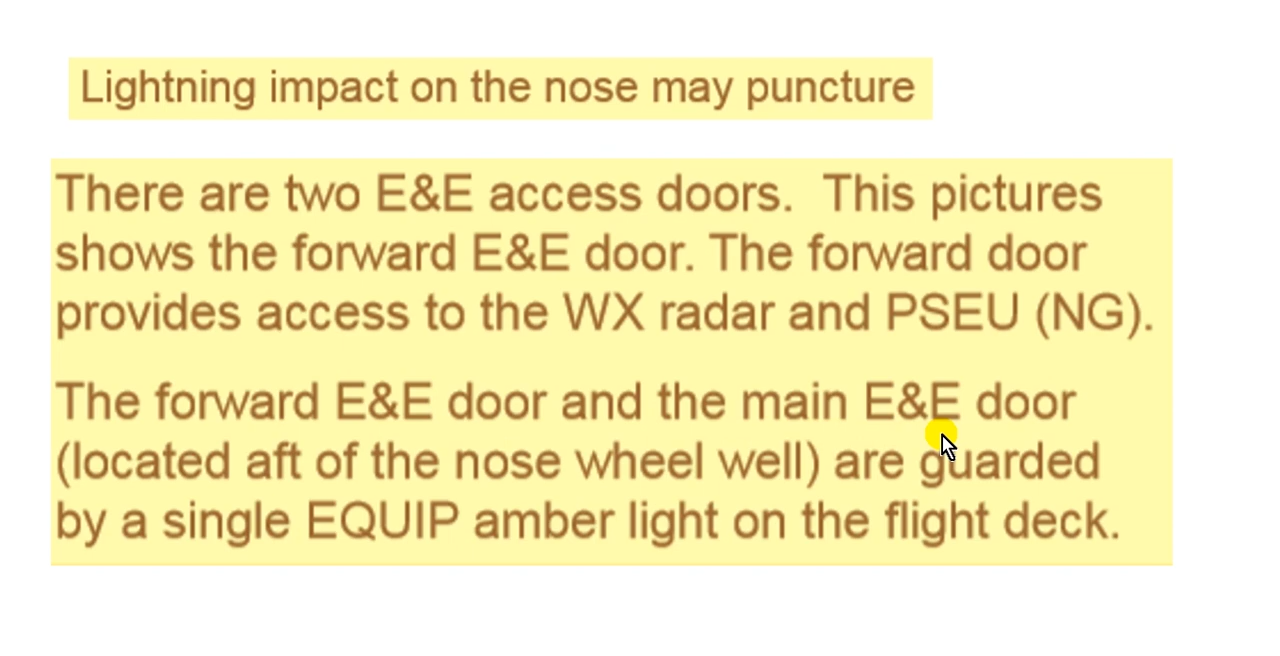 Lightning impact on the nose may puncture
There are two E&E access doors.  This pictures
shows the forward E&E door. The forward door
provides access to the WX radar and PSEU (NG).
The forward E&E door and the main E&E door
(located aft of the nose wheel well) are guarded
by a single EQUIP amber light on the flight deck.